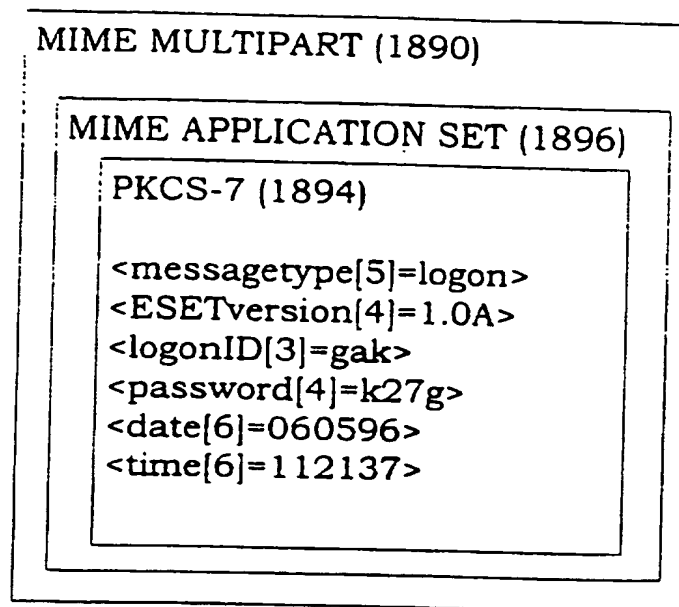 MIME MULTIPART (1890)
MIME APPLICATION SET (1896)
PKCS-7 (1894)
<messagetype[5]=logon>
<ESETversion[4]=1.0A>
<logonID[3]=gak>
<password[4]=k27g>
<date[6]=060596>
<time[6]=112137>